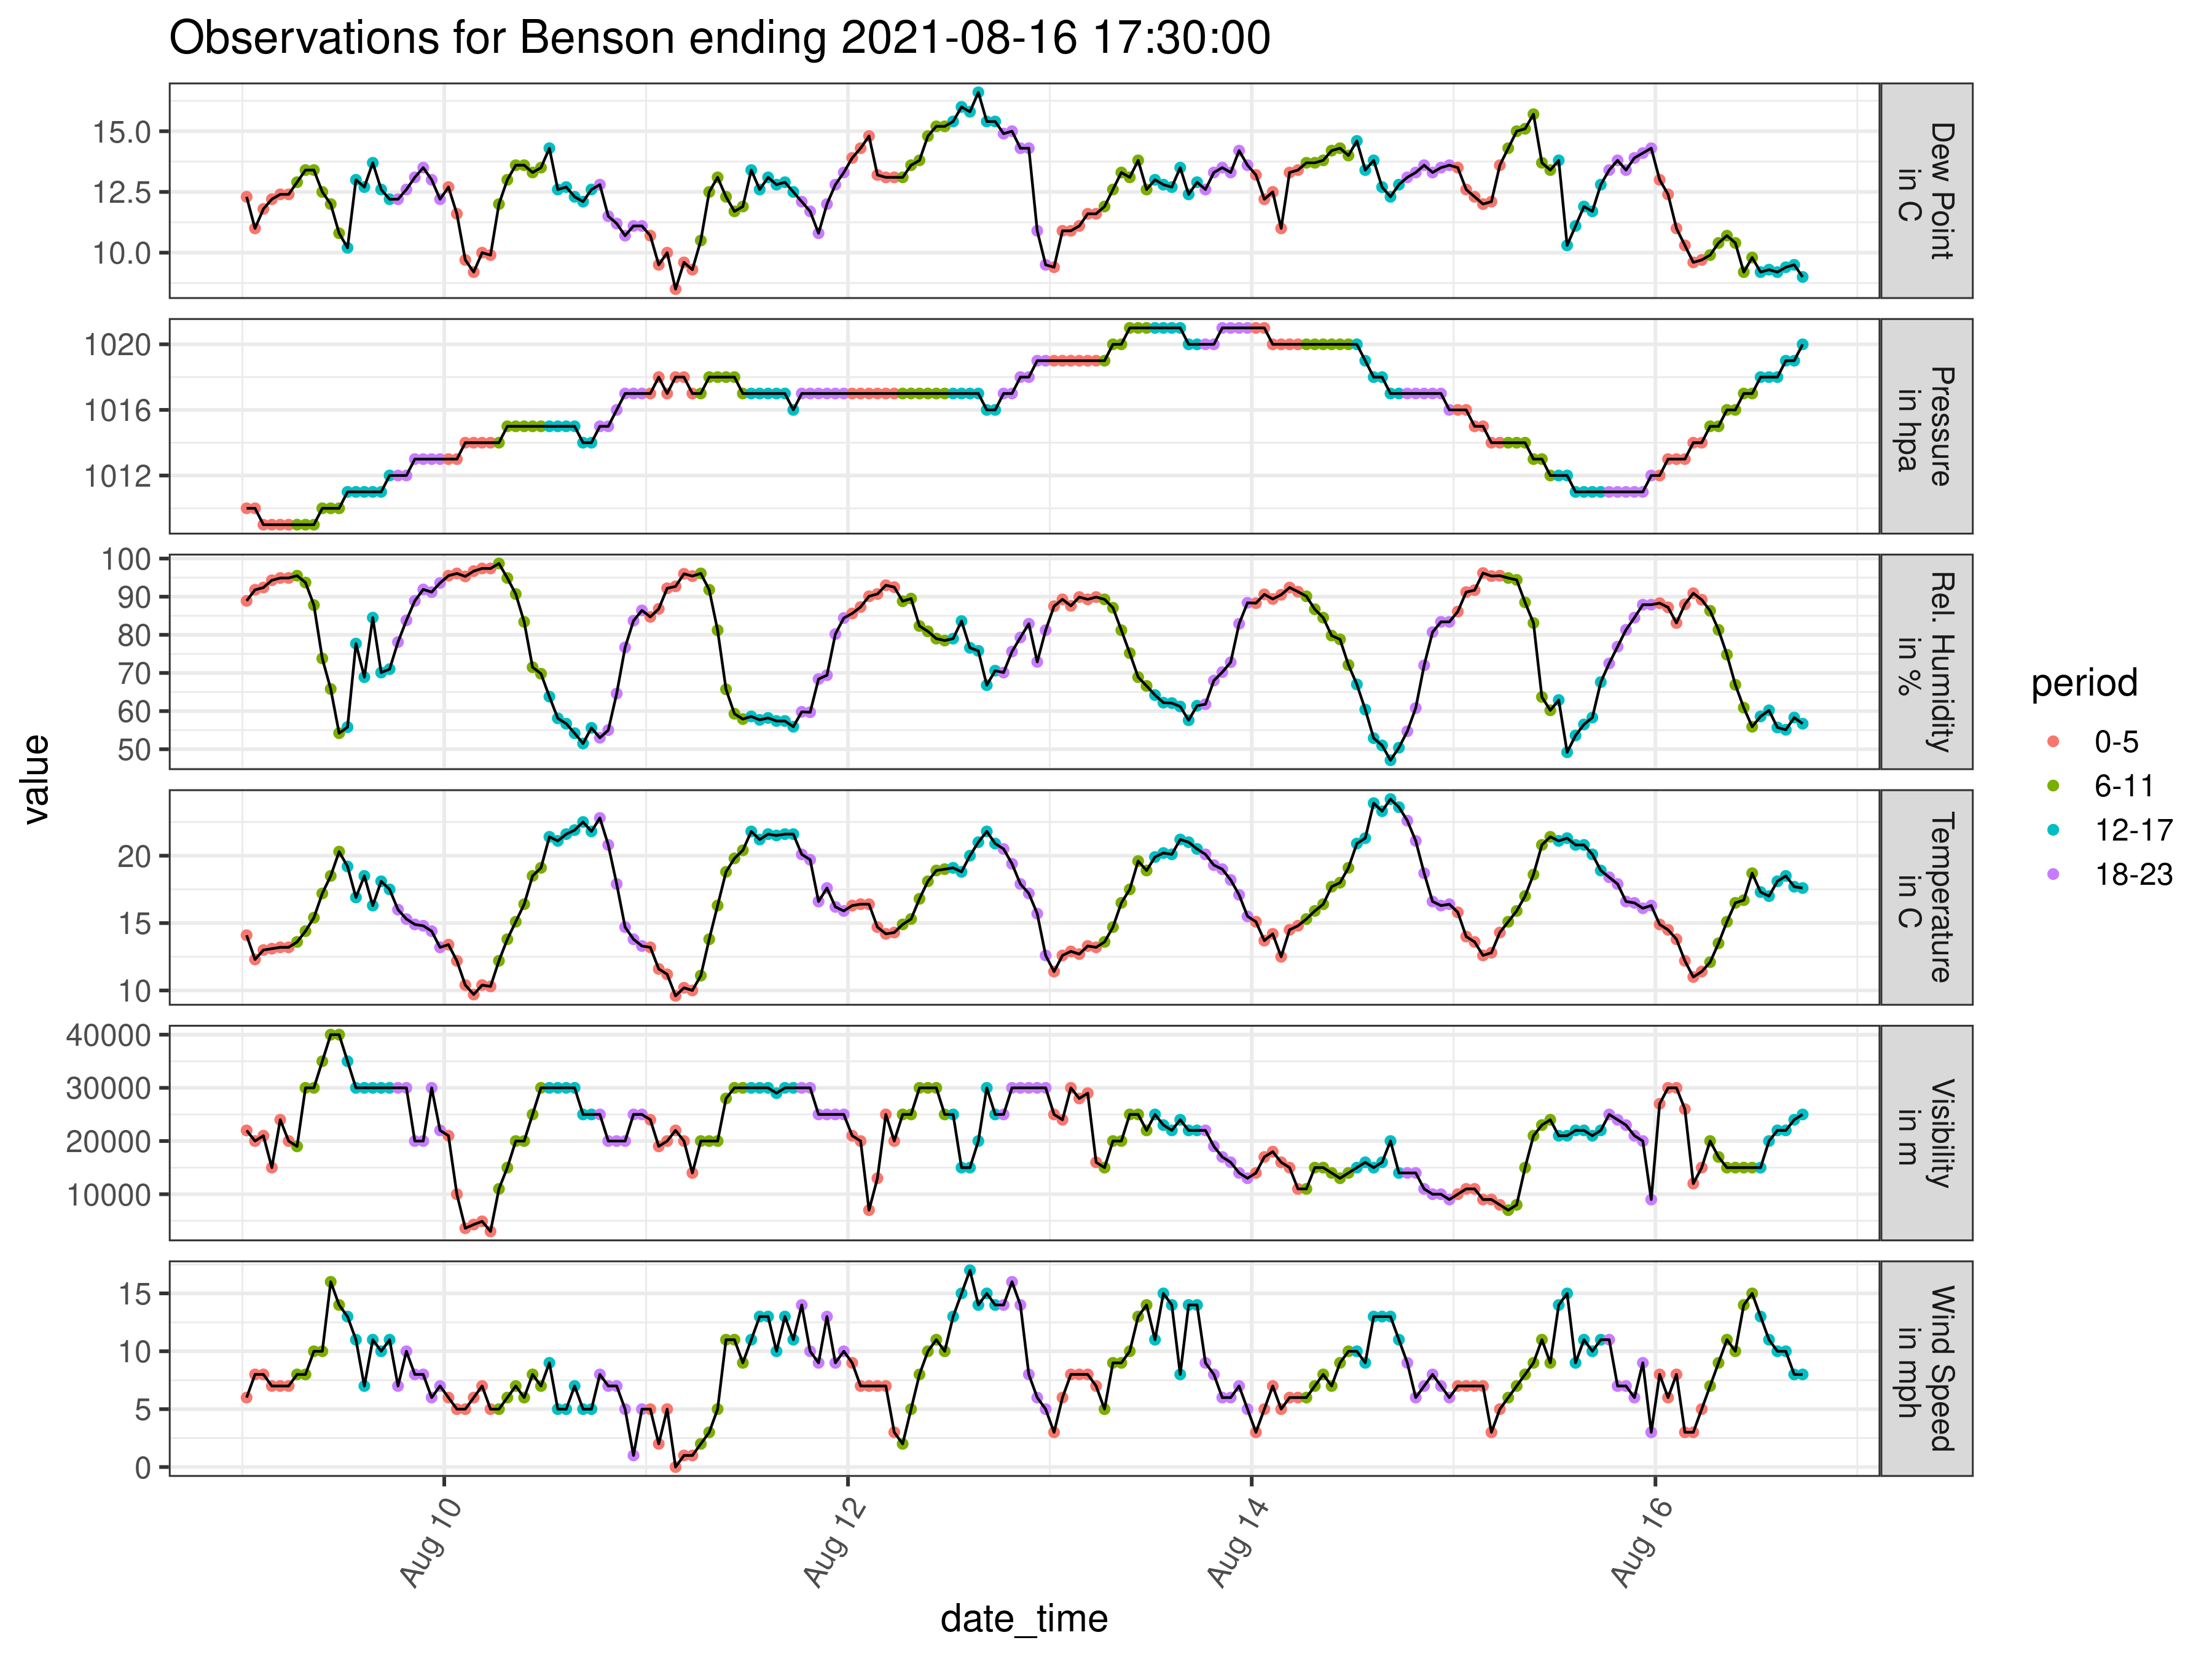 Observations for Benson ending 2021-08-16 17:30:00
value
15.0
12.5
10.0
Dew Point
in C
1020
1016
1012
Pressure
in hpa
100
90
80
70
60
50
Rel. Humidity
in %
20
15
10
Temperature
in C
40000
30000
20000
10000
Visibility
in m
15
10
5
0
Wind Speed
in mph
Aug 10
Aug 12
Aug 14
Aug 16
date_time
period
0-5
6-11
12-17
18-23